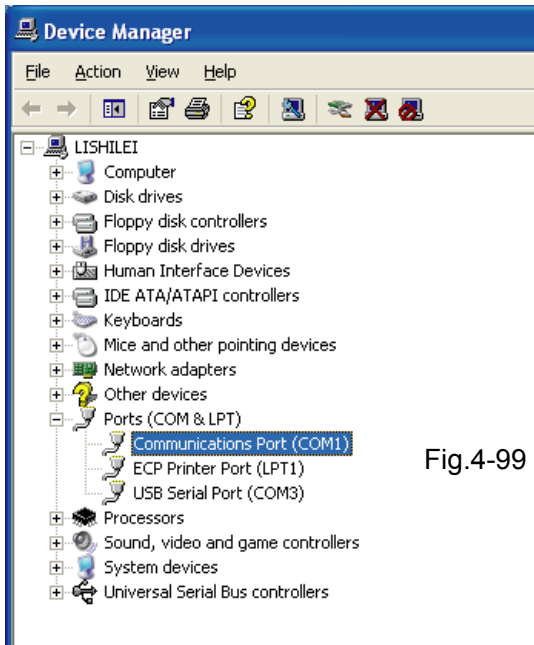 Device Manager
File Action View Help
LISHILEI
Computer
Disk drives
Floppy disk controllers
Floppy disk drives
Human Interface Devices
IDE ATA/ATAPI controllers
Keyboards
Mice and other pointing devices
Network adapters
Other devices
Ports (COM & LPT)
Communications Port (COM1)
ECP Printer Port (LPT1)
USB Serial Port (COM3)
Processors
Sound, video and game controllers
System devices
Universal Serial Bus controllers
Fig.4-99